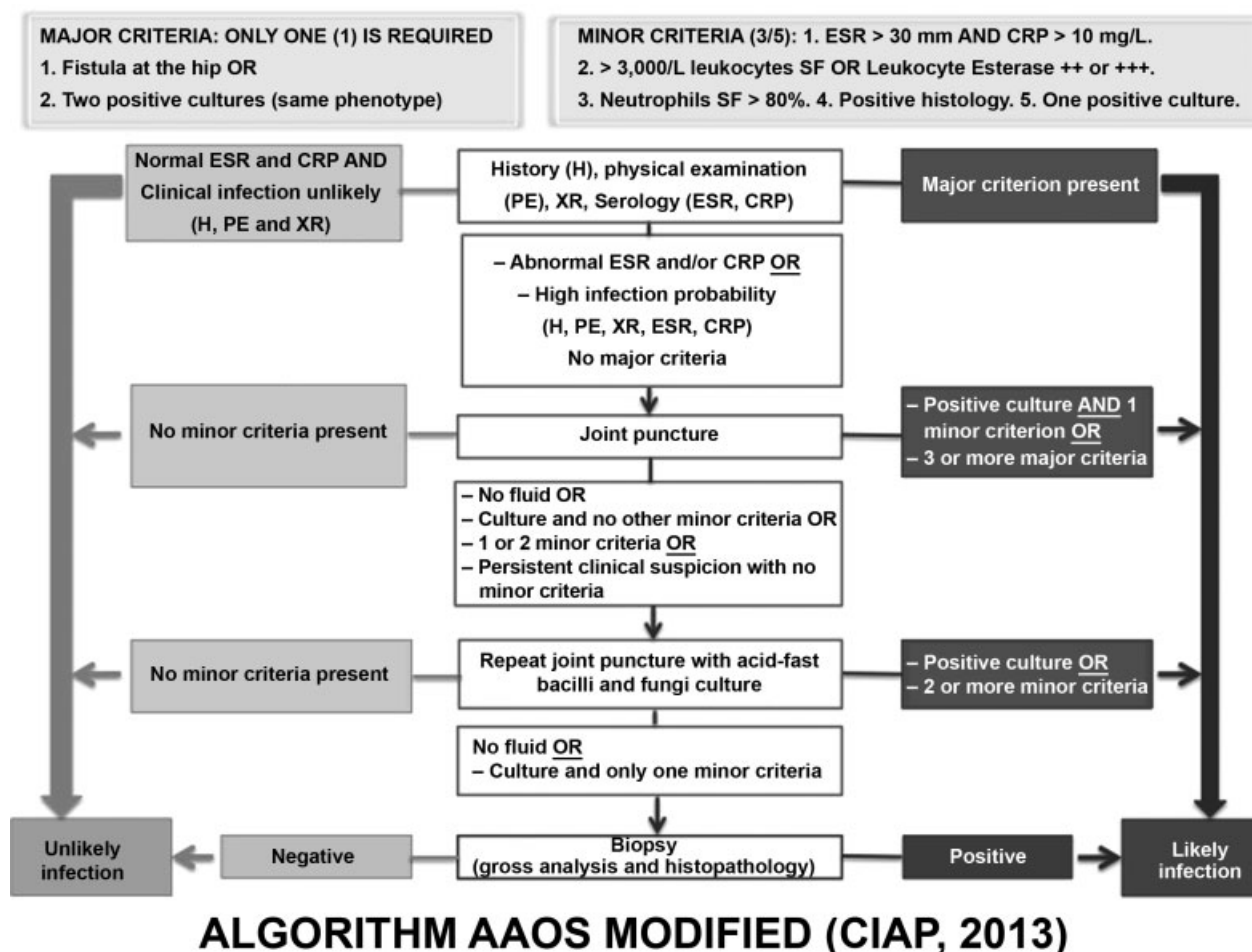 MAJOR CRITERIA: ONLY ONE (1) IS REQUIRED
1. Fistula at the hip OR
2. Two positive cultures (same phenotype)
MINOR CRITERIA (3/5): 1. ESR > 30 mm AND CRP > 10 mg/L.
2. > 3,000/L leukocytes SF OR Leukocyte Esterase ++ or +++.
3. Neutrophils SF > 80%. 4. Positive histology. 5. One positive culture.
Normal ESR and CRP AND
Clinical infection unlikely
(H, PE and XR)
History (H), physical examination
(PE), XR, Serology (ESR, CRP)
Major criterion present
– Abnormal ESR and/or CRP OR
– High infection probability
(H, PE, XR, ESR, CRP)
No major criteria
No minor criteria present
Joint puncture
– Positive culture AND 1
minor criterion OR
– 3 or more major criteria
– No fluid OR
– Culture and no other minor criteria OR
– 1 or 2 minor criteria OR
– Persistent clinical suspicion with no
minor criteria
No minor criteria present
Repeat joint puncture with acid-fast
bacilli and fungi culture
– Positive culture OR
– 2 or more minor criteria
No fluid OR
– Culture and only one minor criteria
Unlikely
infection
Negative
Biopsy
(gross analysis and histopathology)
Positive
Likely
infection
ALGORITHM AAOS MODIFIED (CIAP, 2013)